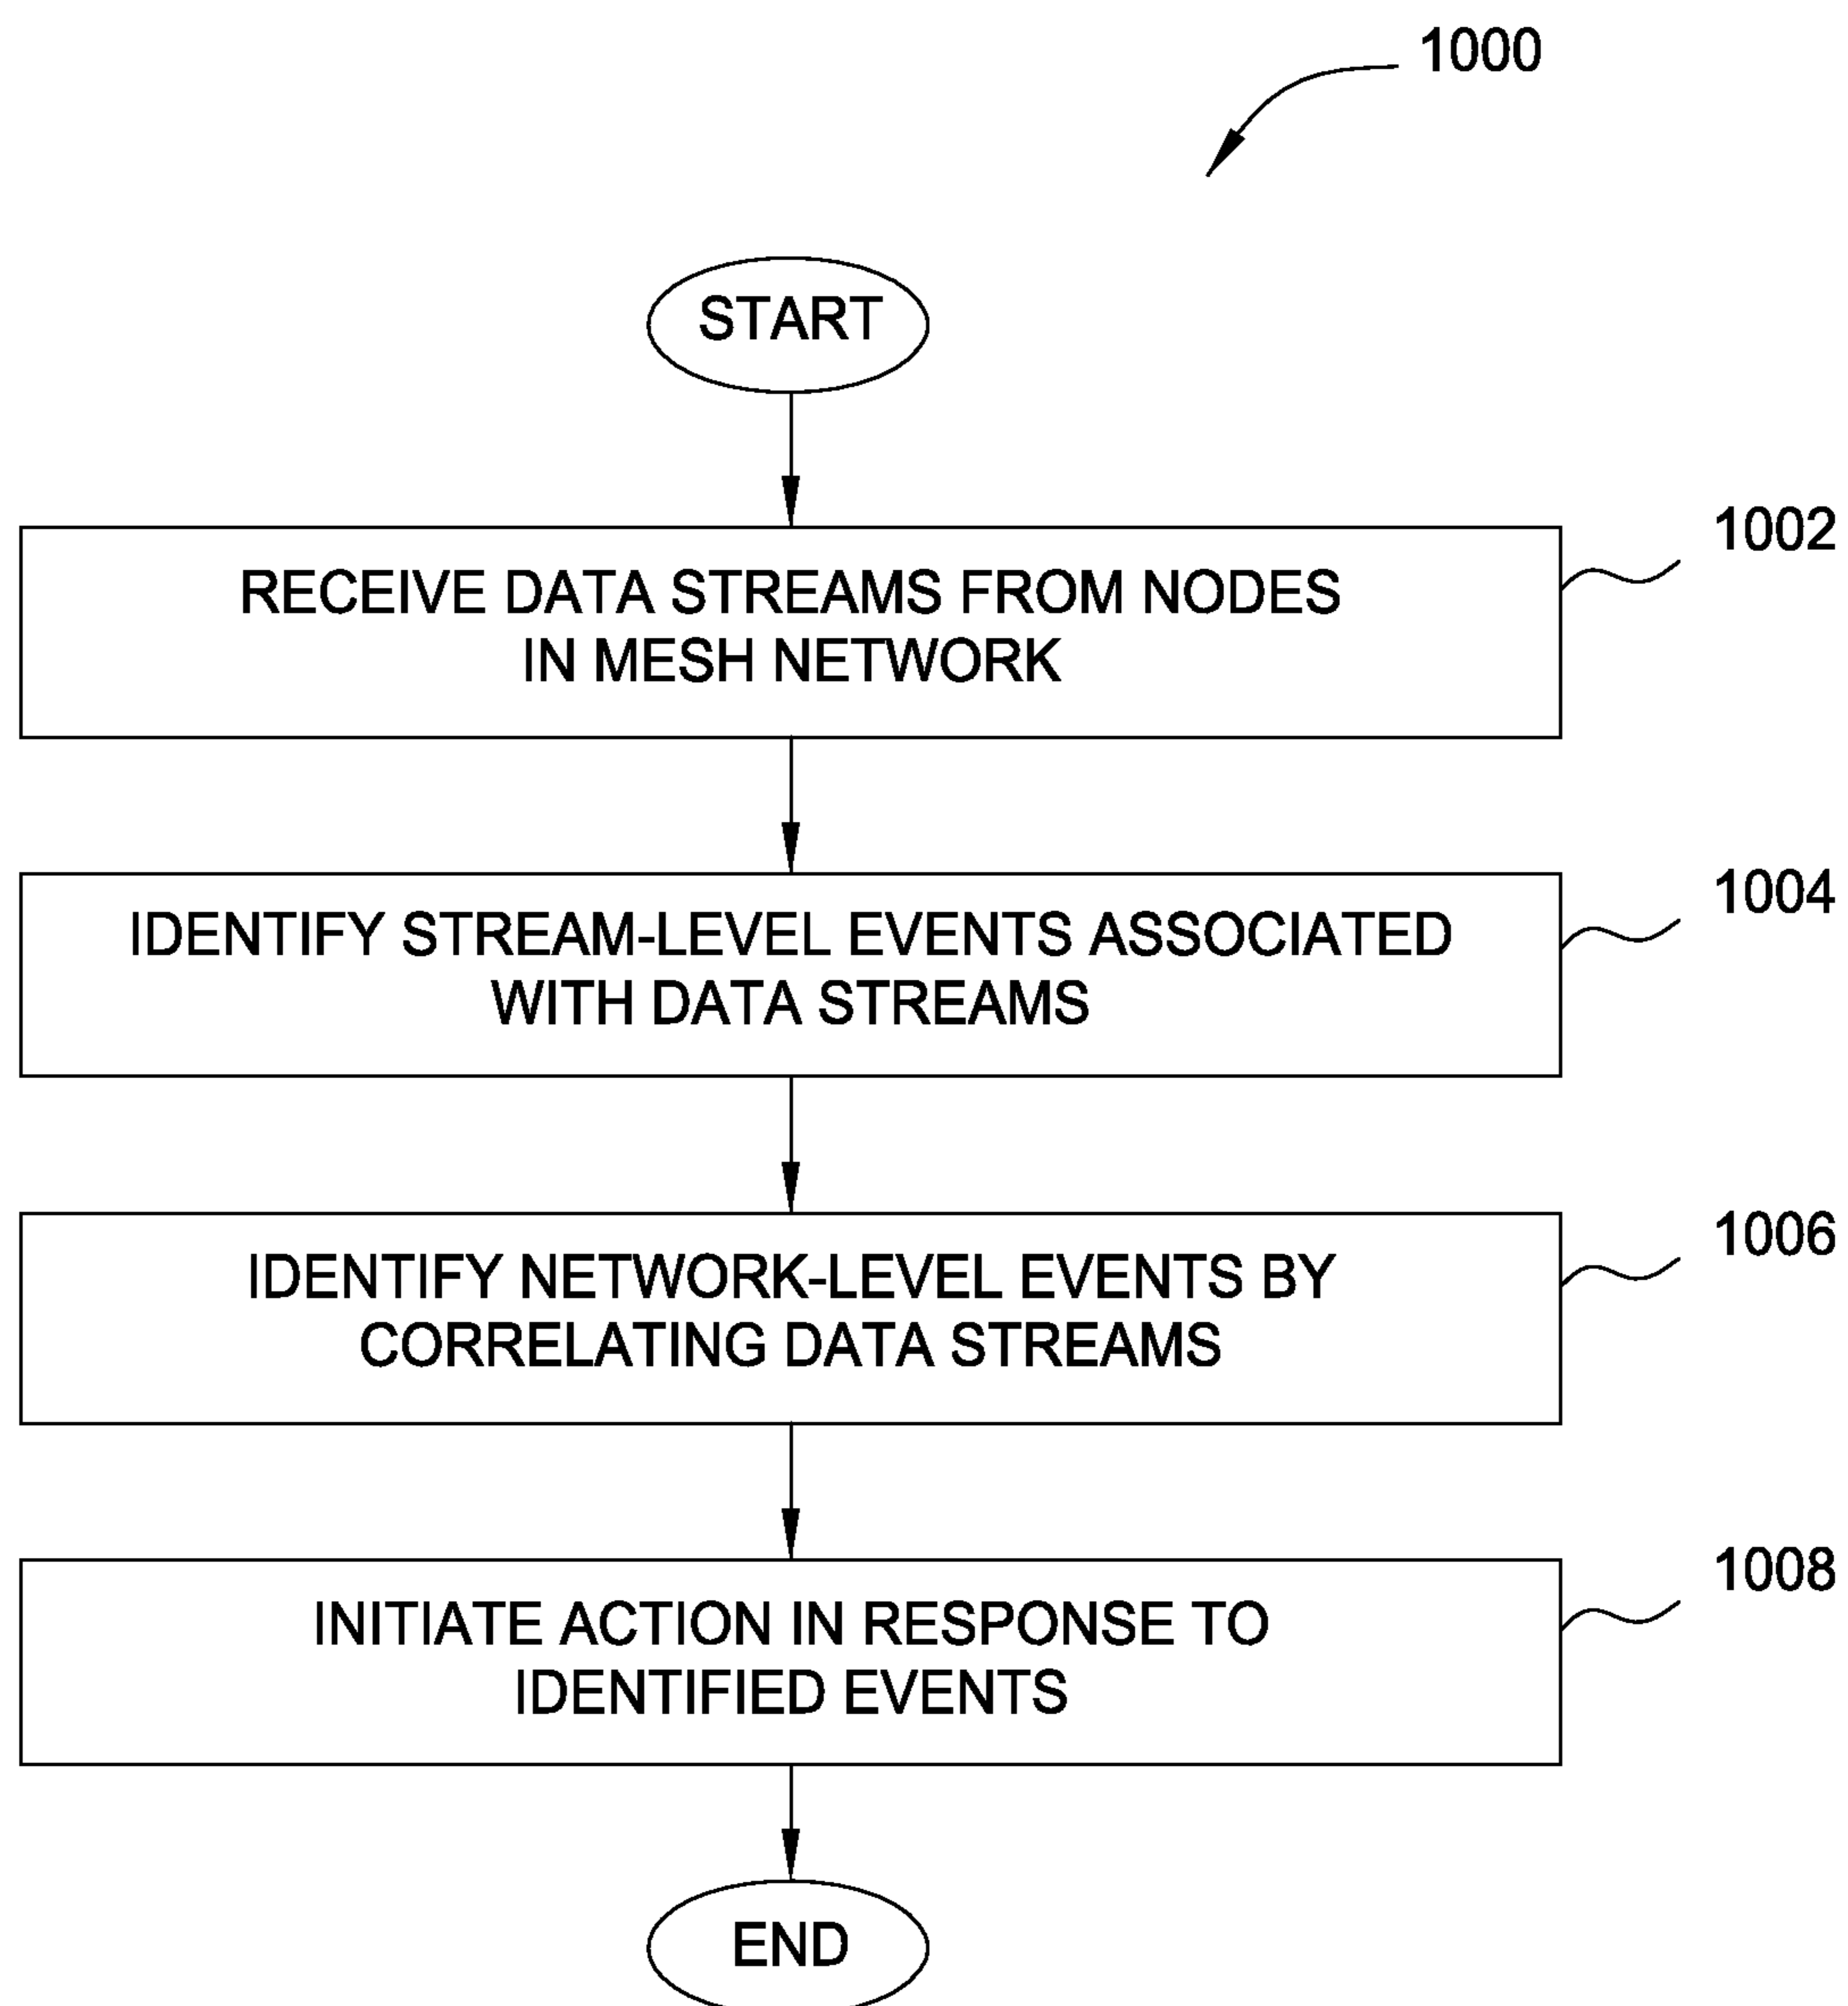 1000
START
1002
RECEIVE DATA STREAMS FROM NODES
IN MESH NETWORK
1004
IDENTIFY STREAM-LEVEL EVENTS ASSOCIATED
WITH DATA STREAMS
1006
IDENTIFY NETWORK-LEVEL EVENTS BY
CORRELATING DATA STREAMS
1008
INITIATE ACTION IN RESPONSE TO
IDENTIFIED EVENTS
END